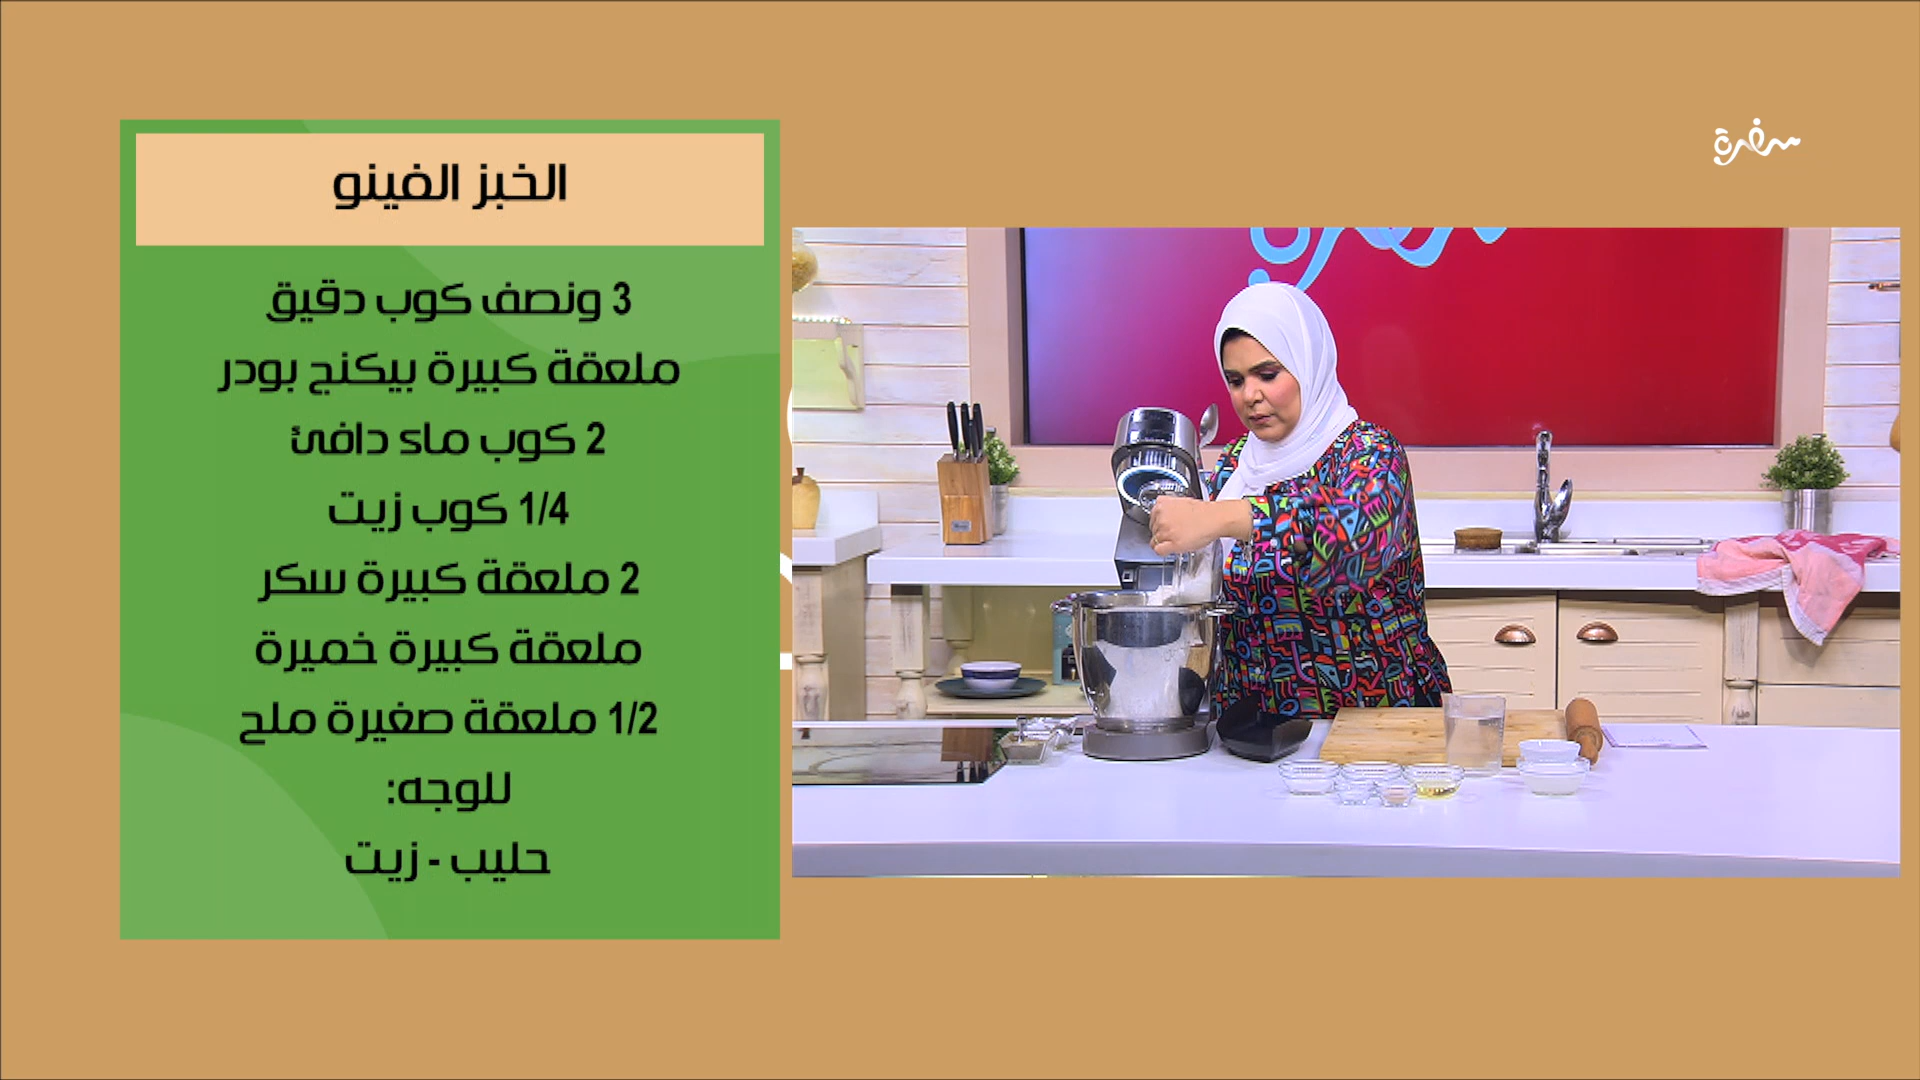 سفرة
الخبز الفينو
3 ونصف كوب دقيق
ملعقة كبيرة بيكنج بودر
2 كوب ماء دافئ
1/4 كوب زيت
2 ملعقة كبيرة سكر
ملعقة كبيرة خميرة
1/2 ملعقة صغيرة ملح
للوجه:
حليب - زيت